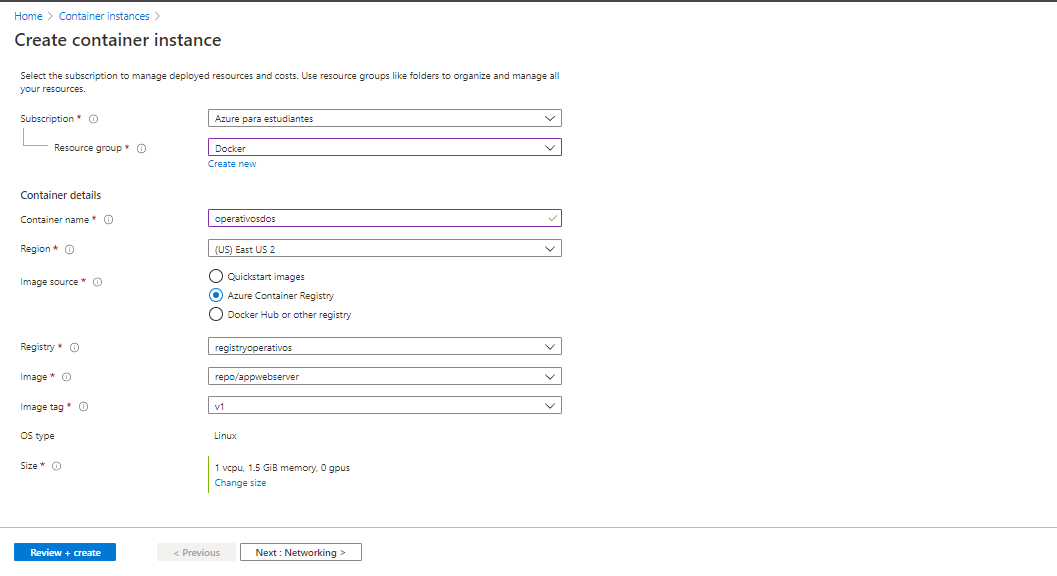 Home > Container instances >
Create container instance
Select the subscription to manage deployed resources and costs. Use resource groups like folders to organize and manage all
your resources.
Subscription * Azure para estudiantes
Resource group * Docker
Create new
Container details
Container name * operativosdos
Region * (US) East US 2
Image source * Quickstart images
Azure Container Registry
Docker Hub or other registry
Registry * registryoperativos
Image * repo/appwebserver
Image tag * v1
OS type Linux
Size * 1 vcpu, 1.5 GiB memory, 0 gpus
Change size
Review + create < Previous Next : Networking >